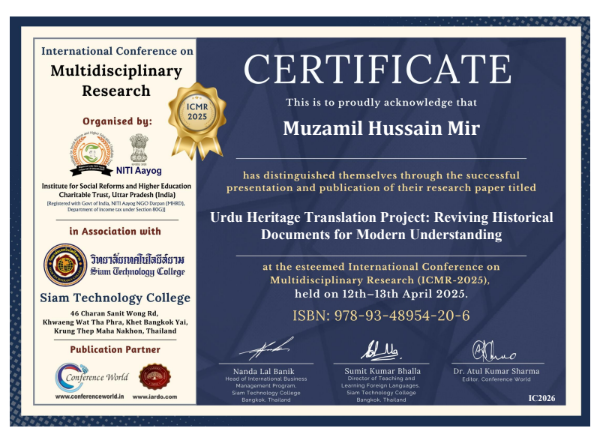 International Conference on
Multidisciplinary
Research
Organised by:
NITI Aayog
Institute for Social Reforms and Higher Education
Charitable Trust, Uttar Pradesh (India)
[Registered with Govt of India, NITI Aayog NGO Darpan (MHRD),
Department of income tax under Section 80G)]
in Association with
วิทยาลัยเทคโนโลยีสยาม
Siam Technology College
Siam Technology College
46 Charan Sanit Wong Rd,
Khwaeng Wat Tha Phra, Khet Bangkok Yai,
Krung Thep Maha Nakhon, Thailand
Publication Partner
Conference World
www.conferenceworld.in www.iardo.com
ICMR
2025
CERTIFICATE
This is to proudly acknowledge that
Muzamil Hussain Mir
has distinguished themselves through the successful
presentation and publication of their research paper titled
Urdu Heritage Translation Project: Reviving Historical
Documents for Modern Understanding
at the esteemed International Conference on
Multidisciplinary Research (ICMR-2025),
held on 12th–13th April 2025.
ISBN: 978-93-48954-20-6
Nanda Lal Banik
Head of International Business
Management Program,
Siam Technology College
Bangkok, Thailand
Sumit Kumar Bhalla
Director of Teaching and
Learning Foreign Languages,
Siam Technology College
Bangkok, Thailand
Dr. Atul Kumar Sharma
Editor, Conference World
IC2026